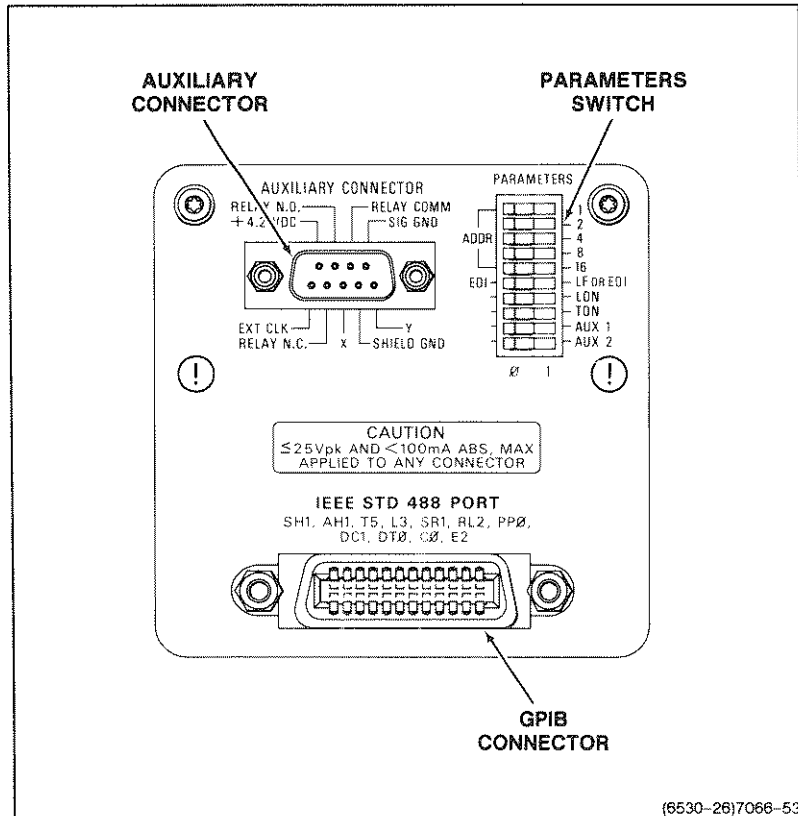 AUXILIARY
CONNECTOR
PARAMETERS
SWITCH
AUXILIARY CONNECTOR
RELAY N.O.
RELAY COMM
+4.2 VDC
SIG GND
EXT CLK
Y
RELAY N.C.
X
SHIELD GND
PARAMETERS
1
2
ADDR
4
8
16
EOI
LF OR EOI
LON
TON
AUX 1
AUX 2
Ø 1
!
!
CAUTION
≤25Vpk AND <100mA ABS, MAX
APPLIED TO ANY CONNECTOR
IEEE STD 488 PORT
SH1, AH1, T5, L3, SR1, RL2, PPØ,
DC1, DTØ, CØ, E2
GPIB
CONNECTOR
(6530-26)7066-53